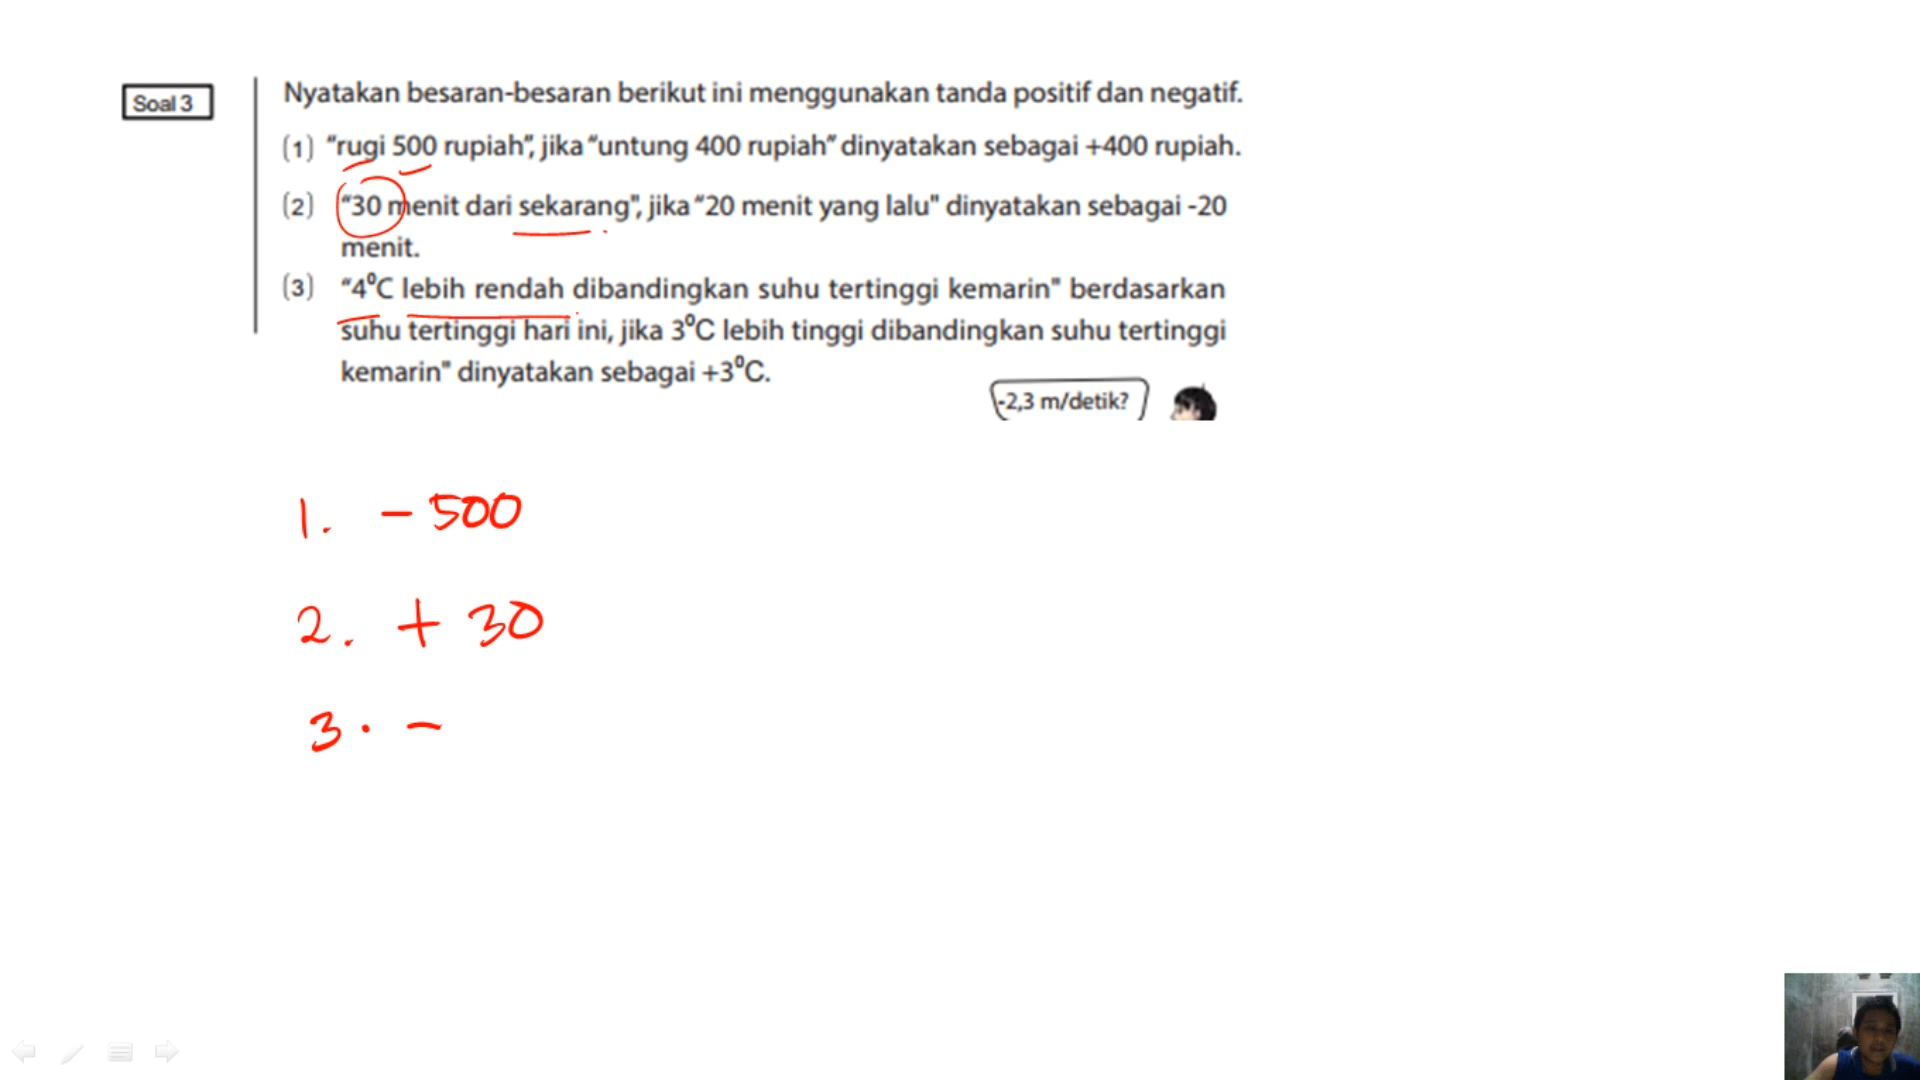 Soal 3
Nyatakan besaran-besaran berikut ini menggunakan tanda positif dan negatif.
(1) “rugi 500 rupiah”, jika “untung 400 rupiah” dinyatakan sebagai +400 rupiah.
(2) “30 menit dari sekarang", jika “20 menit yang lalu" dinyatakan sebagai -20
menit.
(3) “4⁰C lebih rendah dibandingkan suhu tertinggi kemarin" berdasarkan
suhu tertinggi hari ini, jika 3⁰C lebih tinggi dibandingkan suhu tertinggi
kemarin" dinyatakan sebagai +3⁰C.
-2,3 m/detik?
1. - 500
2. + 30
3. -